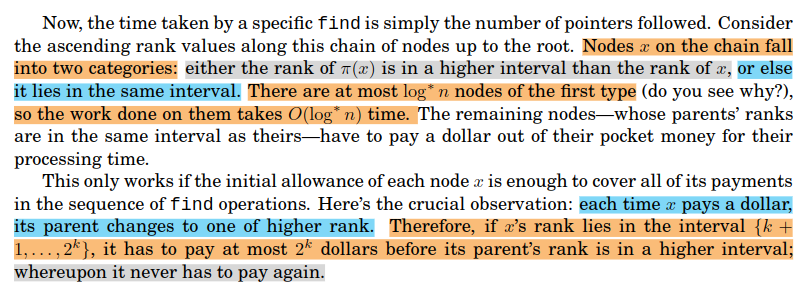 Now, the time taken by a specific find is simply the number of pointers followed. Consider
the ascending rank values along this chain of nodes up to the root. Nodes x on the chain fall
into two categories: either the rank of π(x) is in a higher interval than the rank of x, or else
it lies in the same interval. There are at most log* n nodes of the first type (do you see why?),
so the work done on them takes O(log* n) time. The remaining nodes—whose parents' ranks
are in the same interval as theirs—have to pay a dollar out of their pocket money for their
processing time.
This only works if the initial allowance of each node x is enough to cover all of its payments
in the sequence of find operations. Here's the crucial observation: each time x pays a dollar,
its parent changes to one of higher rank. Therefore, if x's rank lies in the interval {k +
1, . . . , 2ᵏ}, it has to pay at most 2ᵏ dollars before its parent's rank is in a higher interval;
whereupon it never has to pay again.